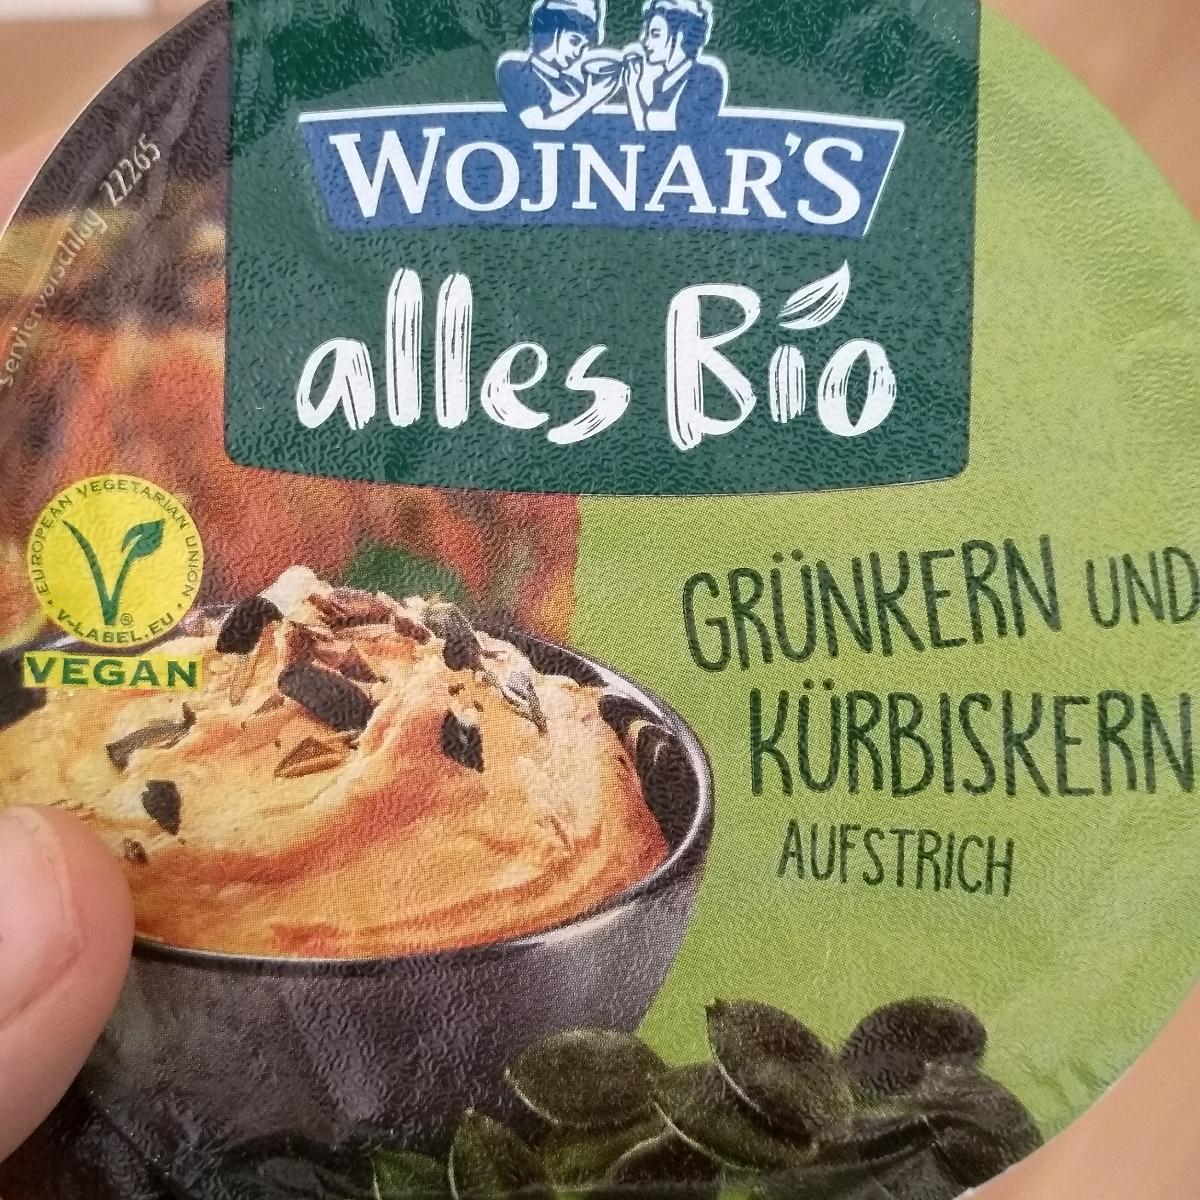 WOJNAR'S
alles Bio
Serviervorschlag 22265
EUROPEAN VEGETARIAN UNION
V-LABEL.EU
®
VEGAN
GRÜNKERN UND
KÜRBISKERN
AUFSTRICH